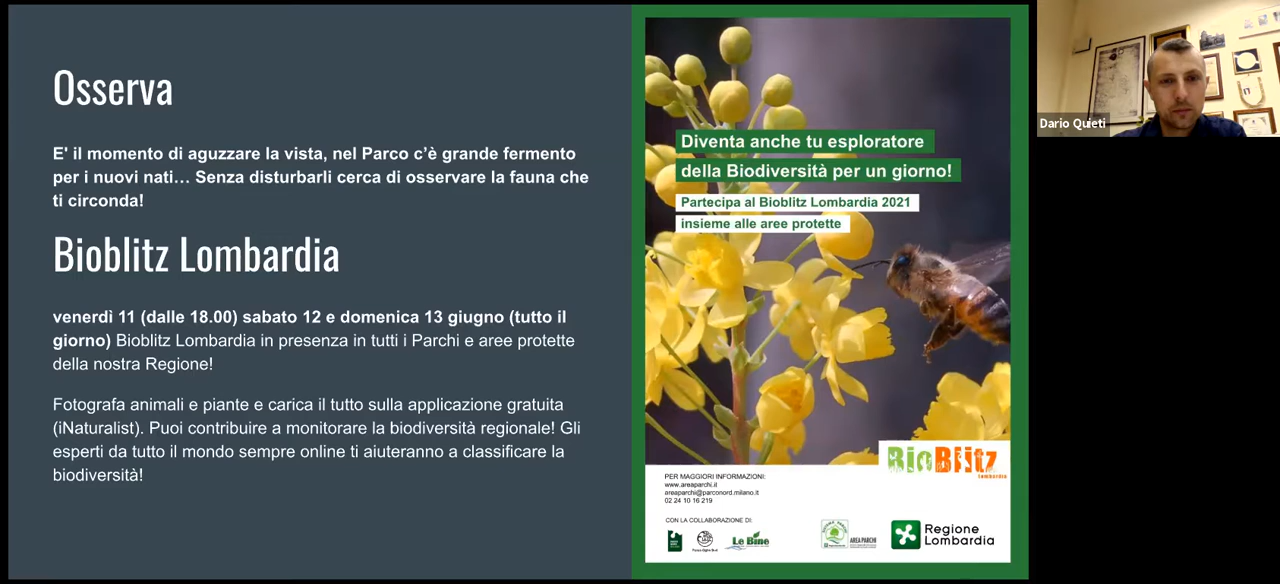 Osserva
E' il momento di aguzzare la vista, nel Parco c'è grande fermento
per i nuovi nati… Senza disturbarli cerca di osservare la fauna che
ti circonda!
Bioblitz Lombardia
venerdì 11 (dalle 18.00) sabato 12 e domenica 13 giugno (tutto il
giorno) Bioblitz Lombardia in presenza in tutti i Parchi e aree protette
della nostra Regione!
Fotografa animali e piante e carica il tutto sulla applicazione gratuita
(iNaturalist). Puoi contribuire a monitorare la biodiversità regionale! Gli
esperti da tutto il mondo sempre online ti aiuteranno a classificare la
biodiversità!
Diventa anche tu esploratore
della Biodiversità per un giorno!
Partecipa al Bioblitz Lombardia 2021
insieme alle aree protette
BioBlitz
lombardia
PER MAGGIORI INFORMAZIONI:
www.areaparchi.it
areaparchi@parconord.milano.it
02 24 10 16 219
CON LA COLLABORAZIONE DI:
Le Bine
AREA PARCHI
Regione
Lombardia
Dario Quieti